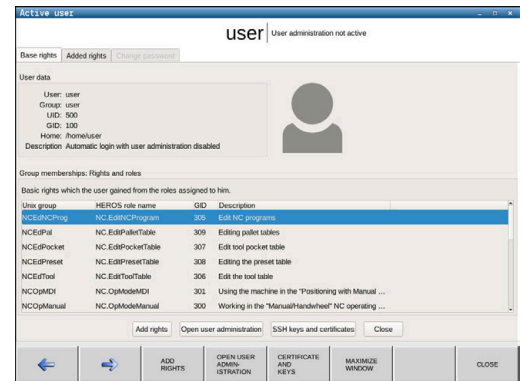 Active user
user User administration not active
Base rights Added rights Change password
User data
User: user
Group: user
UID: 500
GID: 100
Home: /home/user
Description Automatic login with user administration disabled
Group memberships: Rights and roles
Basic rights which the user gained from the roles assigned to him.
Unix group HEROS role name GID Description
NCEdNCProg NC.EditNCProgram 305 Edit NC programs
NCEdPal NC.EditPalletTable 309 Editing pallet tables
NCEdPocket NC.EditPocketTable 307 Edit tool pocket table
NCEdPreset NC.EditPresetTable 308 Editing the preset table
NCEdTool NC.EditToolTable 306 Edit the tool table
NCOpMDI NC.OpModeMDI 301 Using the machine in the "Positioning with Manual ...
NCOpManual NC.OpModeManual 300 Working in the "Manual/Handwheel" NC operating ...
Add rights Open user administration SSH keys and certificates Close
ADD RIGHTS
OPEN USER ADMIN-ISTRATION
CERTIFICATE AND KEYS
MAXIMIZE WINDOW
CLOSE